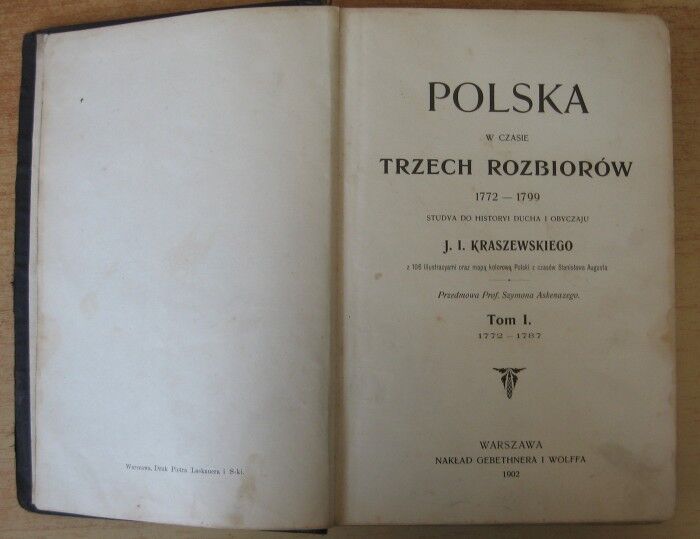 Warszawa. Druk Piotra Laskauera i S-ki.
POLSKA
W CZASIE
TRZECH ROZBIORÓW
1772 — 1799
STUDYA DO HISTORYI DUCHA I OBYCZAJU
J. I. KRASZEWSKIEGO
z 106 illustracyami oraz mapą kolorową Polski z czasów Stanisława Augusta
Przedmowa Prof. Szymona Askenazego.
Tom I.
1772 — 1787
WARSZAWA
NAKŁAD GEBETHNERA I WOLFFA
1902